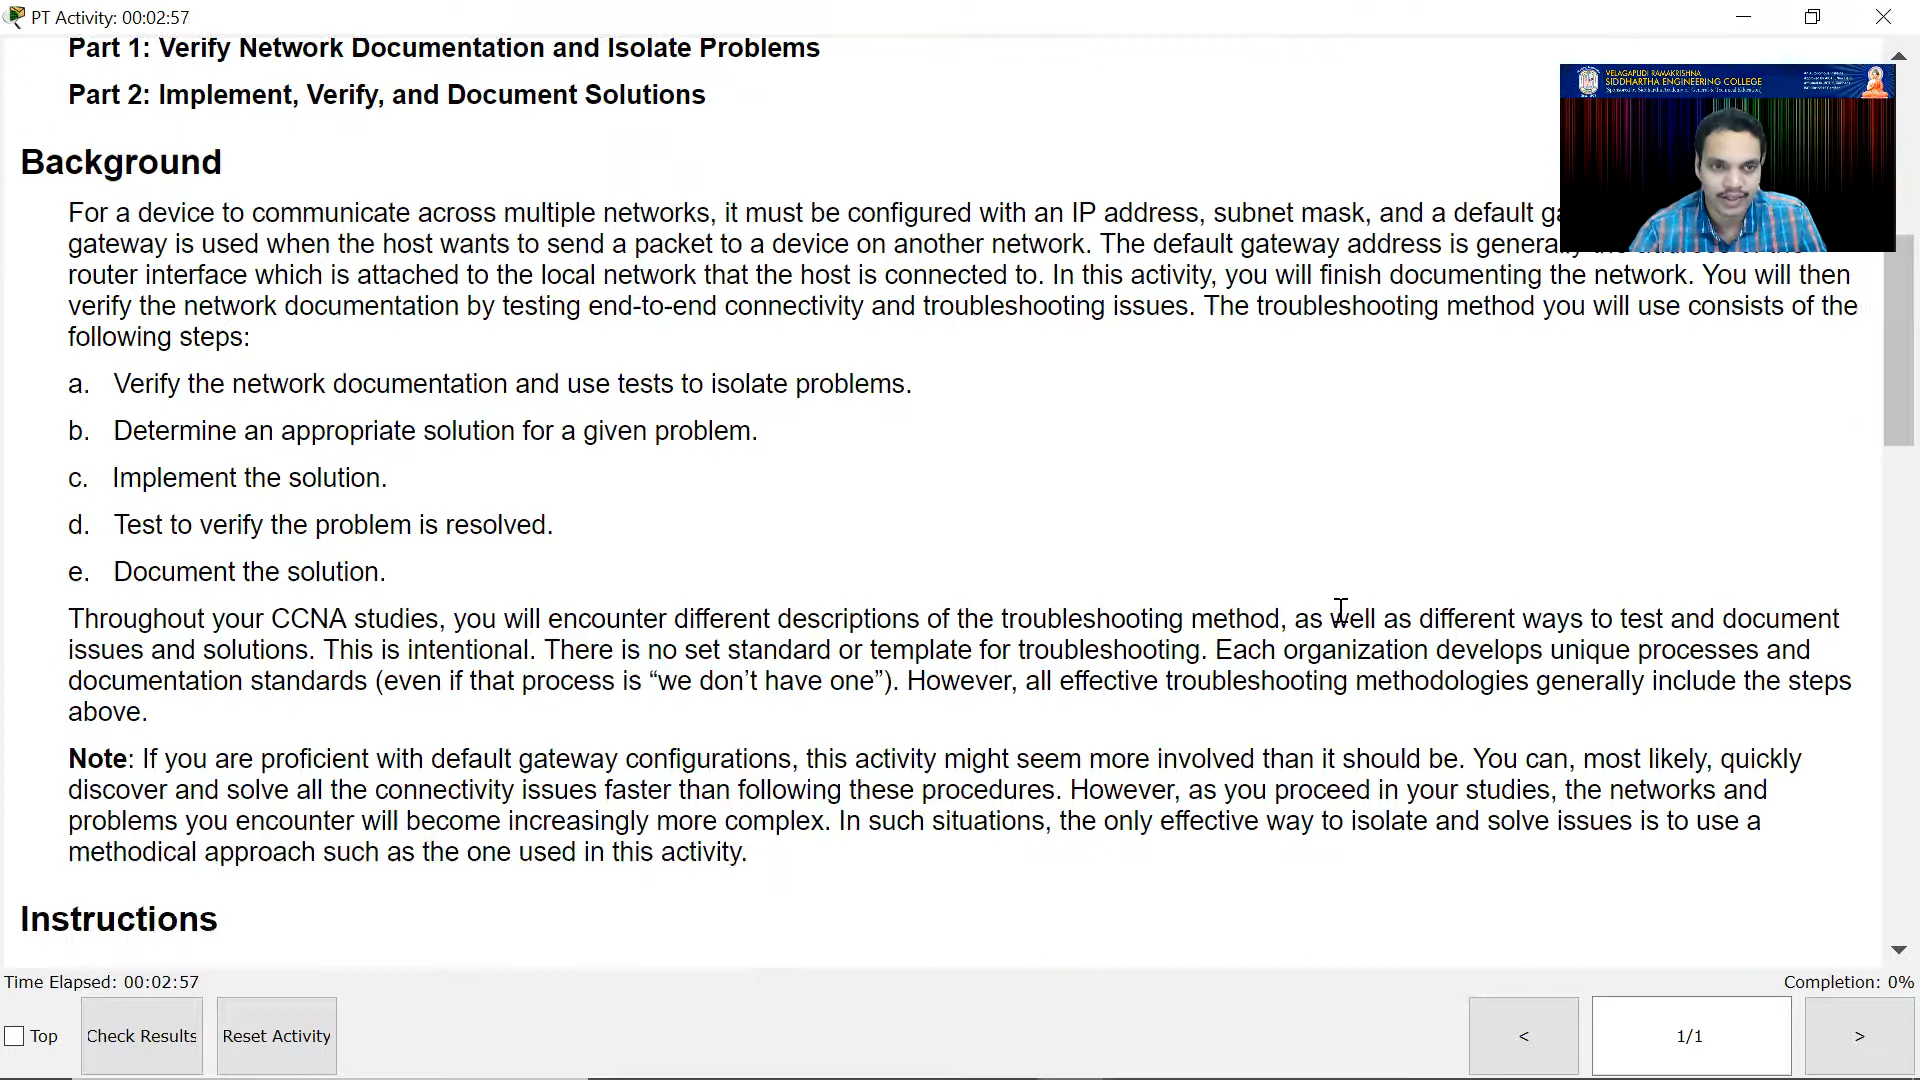 PT Activity: 00:02:57
Part 1: Verify Network Documentation and Isolate Problems
Part 2: Implement, Verify, and Document Solutions
VELAGAPUDI RAMAKRISHNA
SIDDHARTHA ENGINEERING COLLEGE
(Sponsored by Siddhartha Academy of General & Technical Education)
Background
For a device to communicate across multiple networks, it must be configured with an IP address, subnet mask, and a default
gateway is used when the host wants to send a packet to a device on another network. The default gateway address is
router interface which is attached to the local network that the host is connected to. In this activity, you will finish documenting the network. You will then
verify the network documentation by testing end-to-end connectivity and troubleshooting issues. The troubleshooting method you will use consists of the
following steps:
a. Verify the network documentation and use tests to isolate problems.
b. Determine an appropriate solution for a given problem.
c. Implement the solution.
d. Test to verify the problem is resolved.
e. Document the solution.
Throughout your CCNA studies, you will encounter different descriptions of the troubleshooting method, as well as different ways to test and document
issues and solutions. This is intentional. There is no set standard or template for troubleshooting. Each organization develops unique processes and
documentation standards (even if that process is “we don’t have one”). However, all effective troubleshooting methodologies generally include the steps
above.
Note: If you are proficient with default gateway configurations, this activity might seem more involved than it should be. You can, most likely, quickly
discover and solve all the connectivity issues faster than following these procedures. However, as you proceed in your studies, the networks and
problems you encounter will become increasingly more complex. In such situations, the only effective way to isolate and solve issues is to use a
methodical approach such as the one used in this activity.
Instructions
Time Elapsed: 00:02:57
Completion: 0%
Top
Check Results
Reset Activity
<
1/1
>